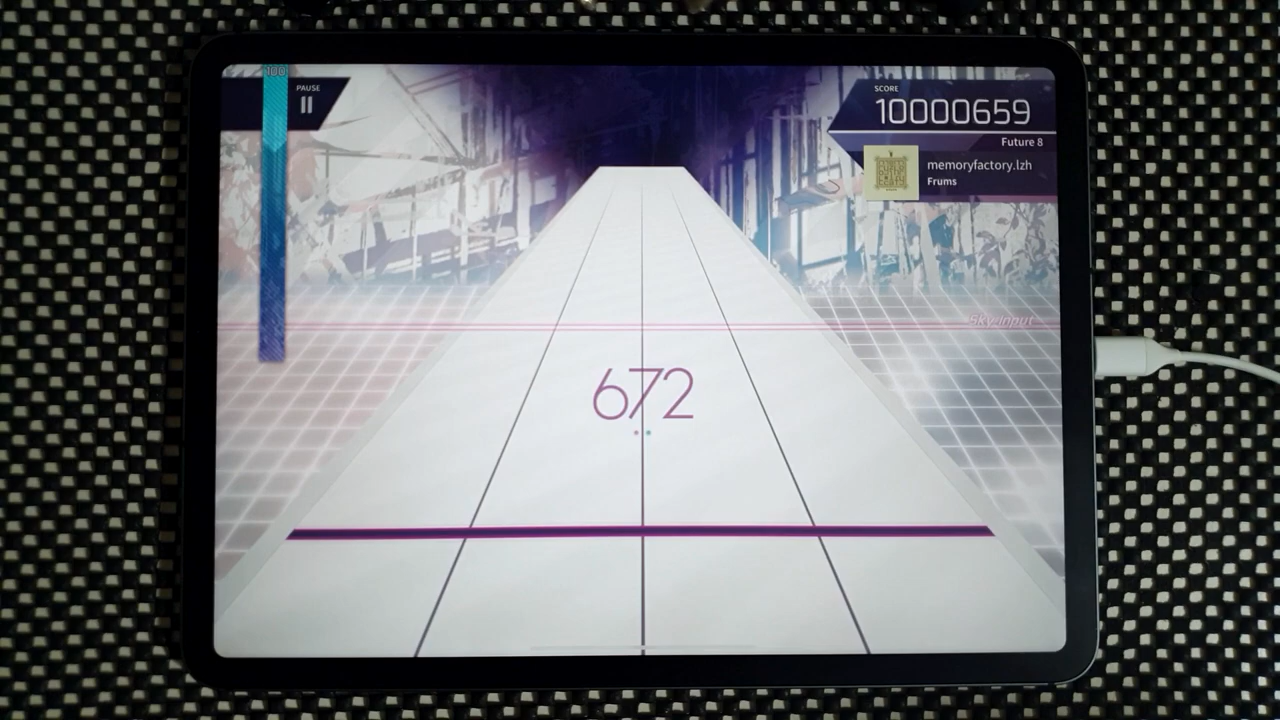 100
PAUSE
SCORE
10000659
Future 8
memoryfactory.lzh
Frums
Sky Input
672